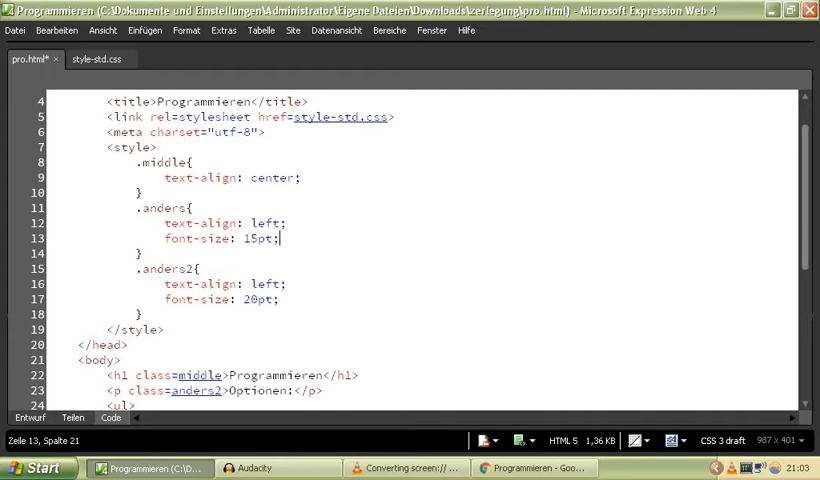 Programmieren (C:\Dokumente und Einstellungen\Administrator\Eigene Dateien\Downloads\zerlegung\pro.html) - Microsoft Expression Web 4
Datei Bearbeiten Ansicht Einfügen Format Extras Tabelle Site Datenansicht Bereiche Fenster Hilfe
pro.html* × style-std.css
4 <title>Programmieren</title>
5 <link rel=stylesheet href=style-std.css>
6 <meta charset="utf-8">
7 <style>
8 .middle{
9 text-align: center;
10 }
11 .anders{
12 text-align: left;
13 font-size: 15pt;
14 }
15 .anders2{
16 text-align: left;
17 font-size: 20pt;
18 }
19 </style>
20 </head>
21 <body>
22 <h1 class=middle>Programmieren</h1>
23 <p class=anders2>Optionen:</p>
24 <ul>
Entwurf Teilen Code
Zeile 13, Spalte 21 HTML 5 1,36 KB CSS 3 draft 987 x 401
Start Programmieren (C:\D... Audacity Converting screen:// ... Programmieren - Goo... 21:03